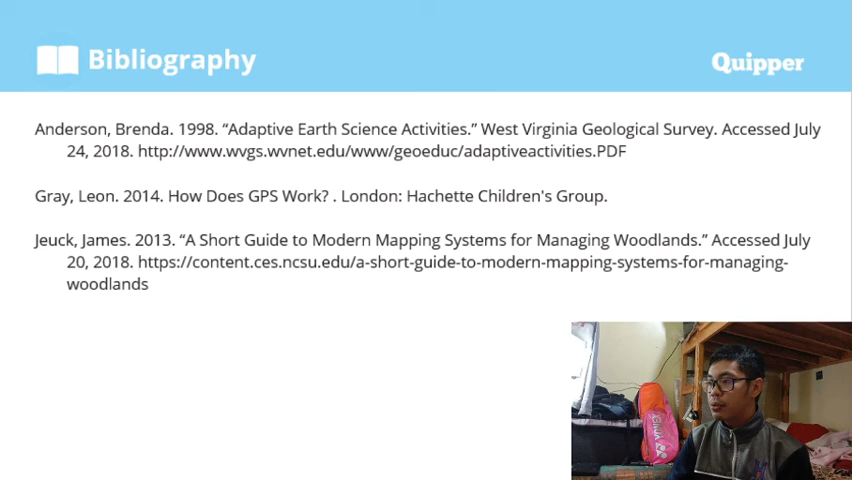 Bibliography
Quipper
Anderson, Brenda. 1998. “Adaptive Earth Science Activities.” West Virginia Geological Survey. Accessed July
24, 2018. http://www.wvgs.wvnet.edu/www/geoeduc/adaptiveactivities.PDF
Gray, Leon. 2014. How Does GPS Work? . London: Hachette Children's Group.
Jeuck, James. 2013. “A Short Guide to Modern Mapping Systems for Managing Woodlands.” Accessed July
20, 2018. https://content.ces.ncsu.edu/a-short-guide-to-modern-mapping-systems-for-managing-
woodlands
YONEX